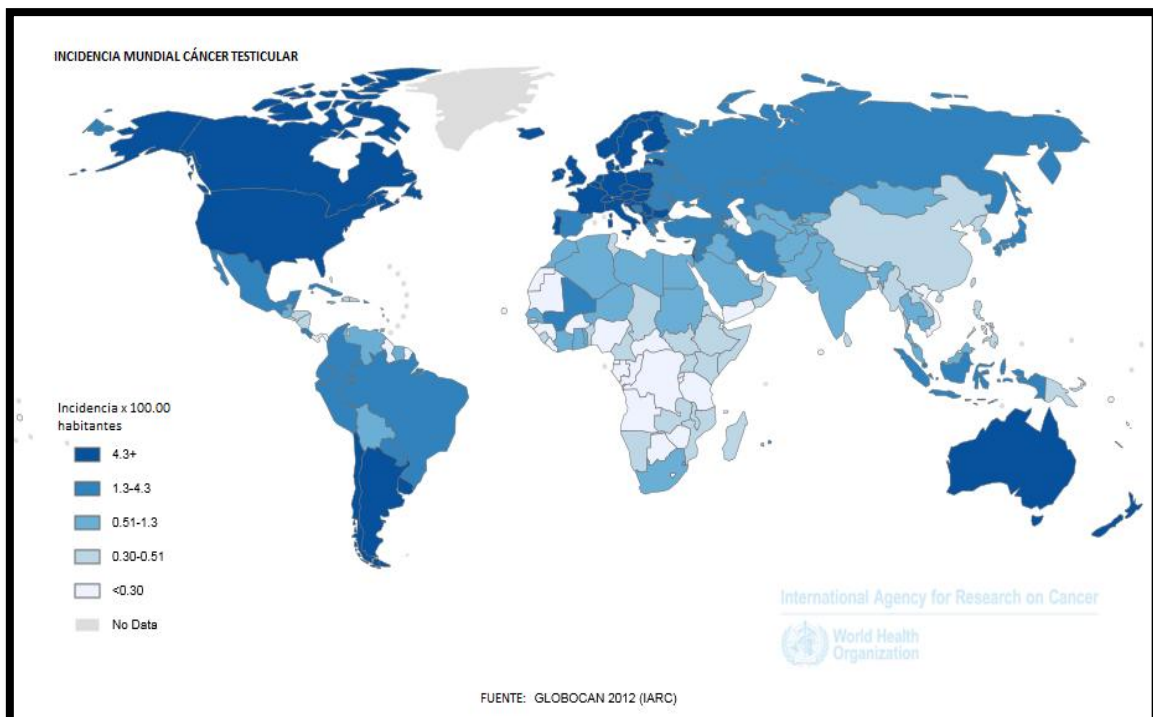 INCIDENCIA MUNDIAL CÁNCER TESTICULAR
Incidencia x 100.00
habitantes
4.3+
1.3-4.3
0.51-1.3
0.30-0.51
<0.30
No Data
International Agency for Research on Cancer
World Health
Organization
FUENTE: GLOBOCAN 2012 (IARC)